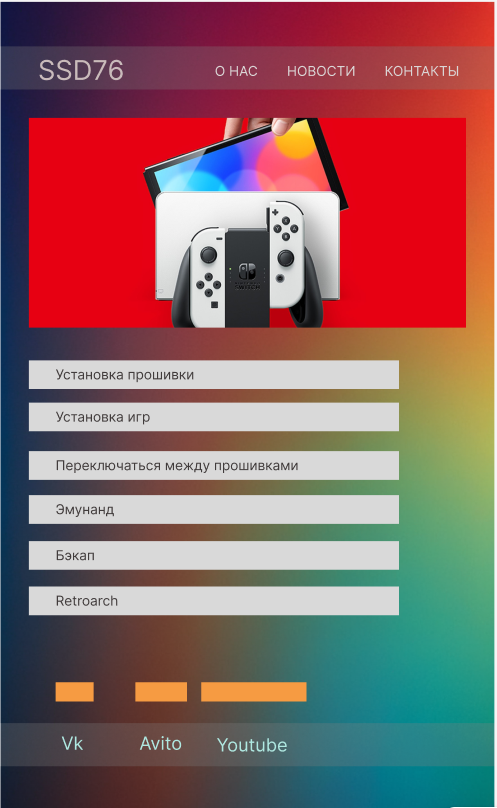 SSD76
О НАС НОВОСТИ КОНТАКТЫ
Установка прошивки
Установка игр
Переключаться между прошивками
Эмунанд
Бэкап
Retroarch
Vk Avito Youtube